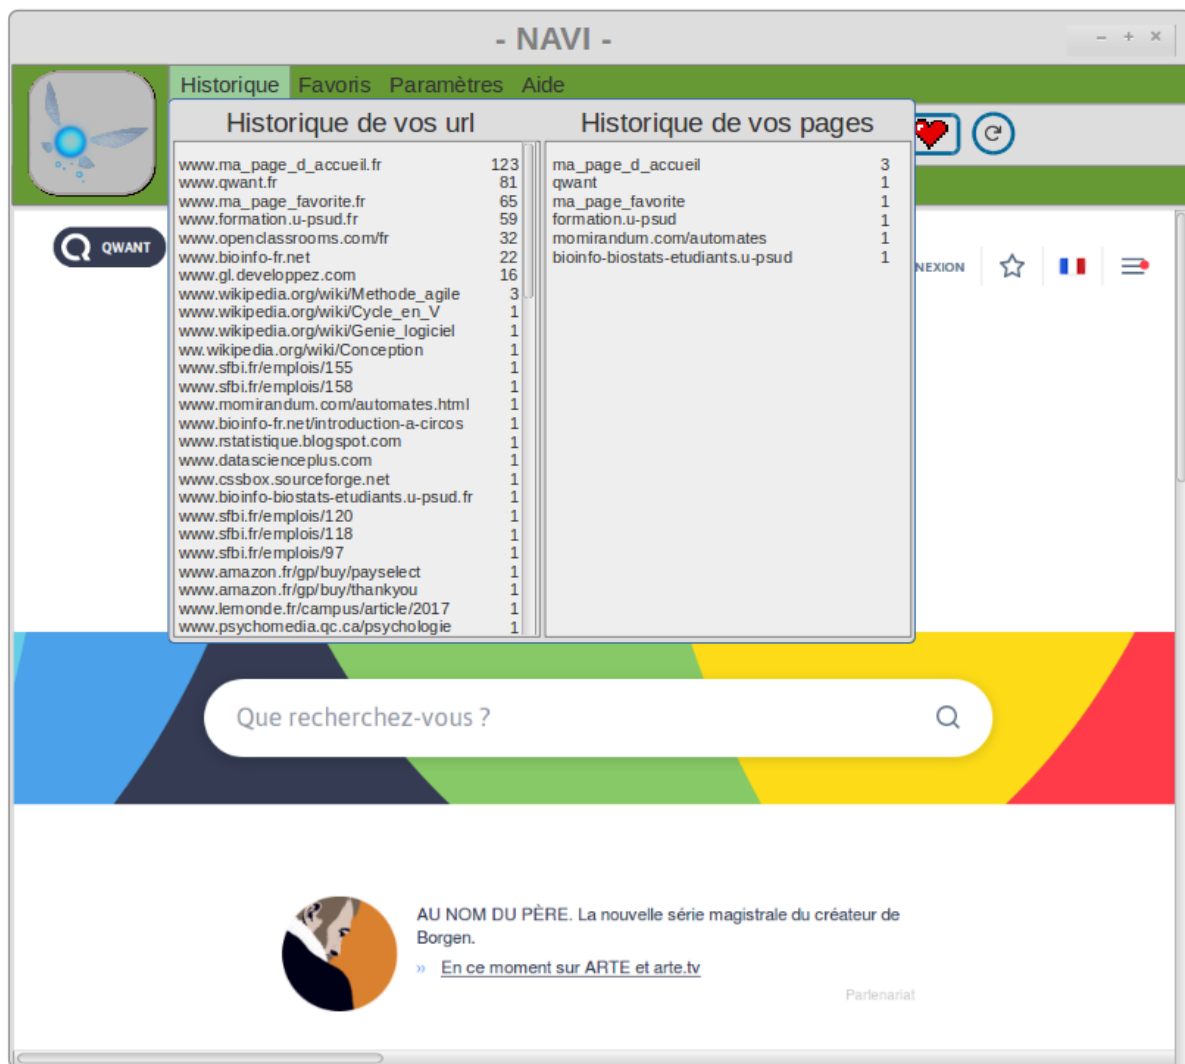 - NAVI -
Historique Favoris Paramètres Aide
Historique de vos url
www.ma_page_d_accueil.fr 123
www.qwant.fr 81
www.ma_page_favorite.fr 65
www.formation.u-psud.fr 59
www.openclassrooms.com/fr 32
www.bioinfo-fr.net 22
www.gl.developpez.com 16
www.wikipedia.org/wiki/Methode_agile 3
www.wikipedia.org/wiki/Cycle_en_V 1
www.wikipedia.org/wiki/Genie_logiciel 1
ww.wikipedia.org/wiki/Conception 1
www.sfbi.fr/emplois/155 1
www.sfbi.fr/emplois/158 1
www.momirandum.com/automates.html 1
www.bioinfo-fr.net/introduction-a-circos 1
www.rstatistique.blogspot.com 1
www.datascienceplus.com 1
www.cssbox.sourceforge.net 1
www.bioinfo-biostats-etudiants.u-psud.fr 1
www.sfbi.fr/emplois/120 1
www.sfbi.fr/emplois/118 1
www.sfbi.fr/emplois/97 1
www.amazon.fr/gp/buy/payselect 1
www.amazon.fr/gp/buy/thankyou 1
www.lemonde.fr/campus/article/2017 1
www.psychomedia.qc.ca/psychologie 1
Historique de vos pages
ma_page_d_accueil 3
qwant 1
ma_page_favorite 1
formation.u-psud 1
momirandum.com/automates 1
bioinfo-biostats-etudiants.u-psud 1
QWANT
NEXION
Que recherchez-vous ?
AU NOM DU PÈRE. La nouvelle série magistrale du créateur de
Borgen.
» En ce moment sur ARTE et arte.tv
Partenariat